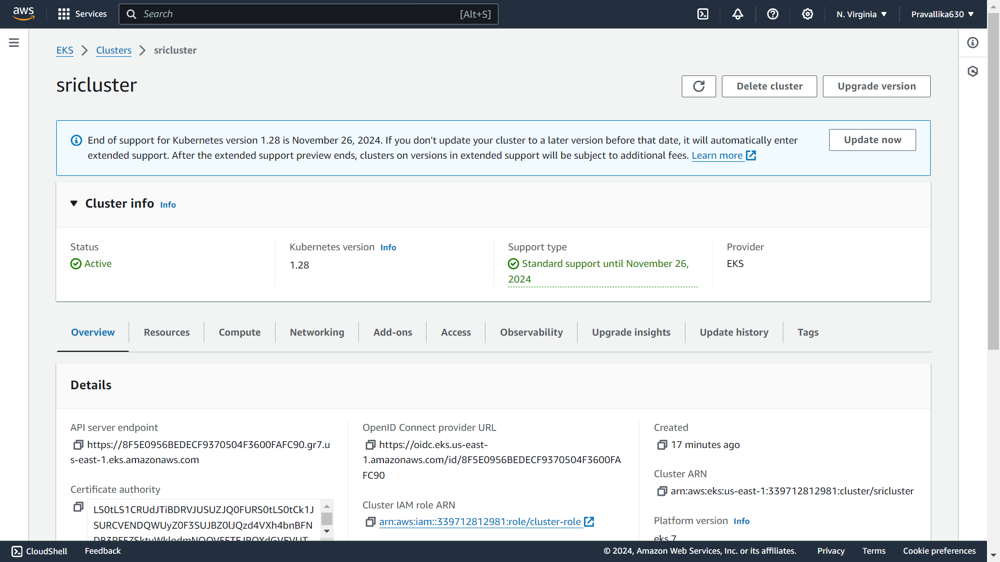 aws
Services
Search
[Alt+S]
N. Virginia
Pravallika630
EKS
Clusters
sricluster
sricluster
Delete cluster
Upgrade version
End of support for Kubernetes version 1.28 is November 26, 2024. If you don't update your cluster to a later version before that date, it will automatically enter
extended support. After the extended support preview ends, clusters on versions in extended support will be subject to additional fees. Learn more
Update now
Cluster info Info
Status
Active
Kubernetes version Info
1.28
Support type
Standard support until November 26,
2024
Provider
EKS
Overview
Resources
Compute
Networking
Add-ons
Access
Observability
Upgrade insights
Update history
Tags
Details
API server endpoint
https://8F5E0956BEDECF9370504F3600FAFC90.gr7.u
s-east-1.eks.amazonaws.com
Certificate authority
LS0tLS1CRUdJTiBDRVJUSUZJQ0FURS0tLS0tCk1J
SURCVENDQWUyZ0F3SUJBZ0lJQzd4VXh4bnBFN
OpenID Connect provider URL
https://oidc.eks.us-east-
1.amazonaws.com/id/8F5E0956BEDECF9370504F3600FA
FC90
Cluster IAM role ARN
arn:aws:iam::339712812981:role/cluster-role
Created
17 minutes ago
Cluster ARN
arn:aws:eks:us-east-1:339712812981:cluster/sricluster
Platform version Info
eks.7
CloudShell
Feedback
© 2024, Amazon Web Services, Inc. or its affiliates.
Privacy
Terms
Cookie preferences